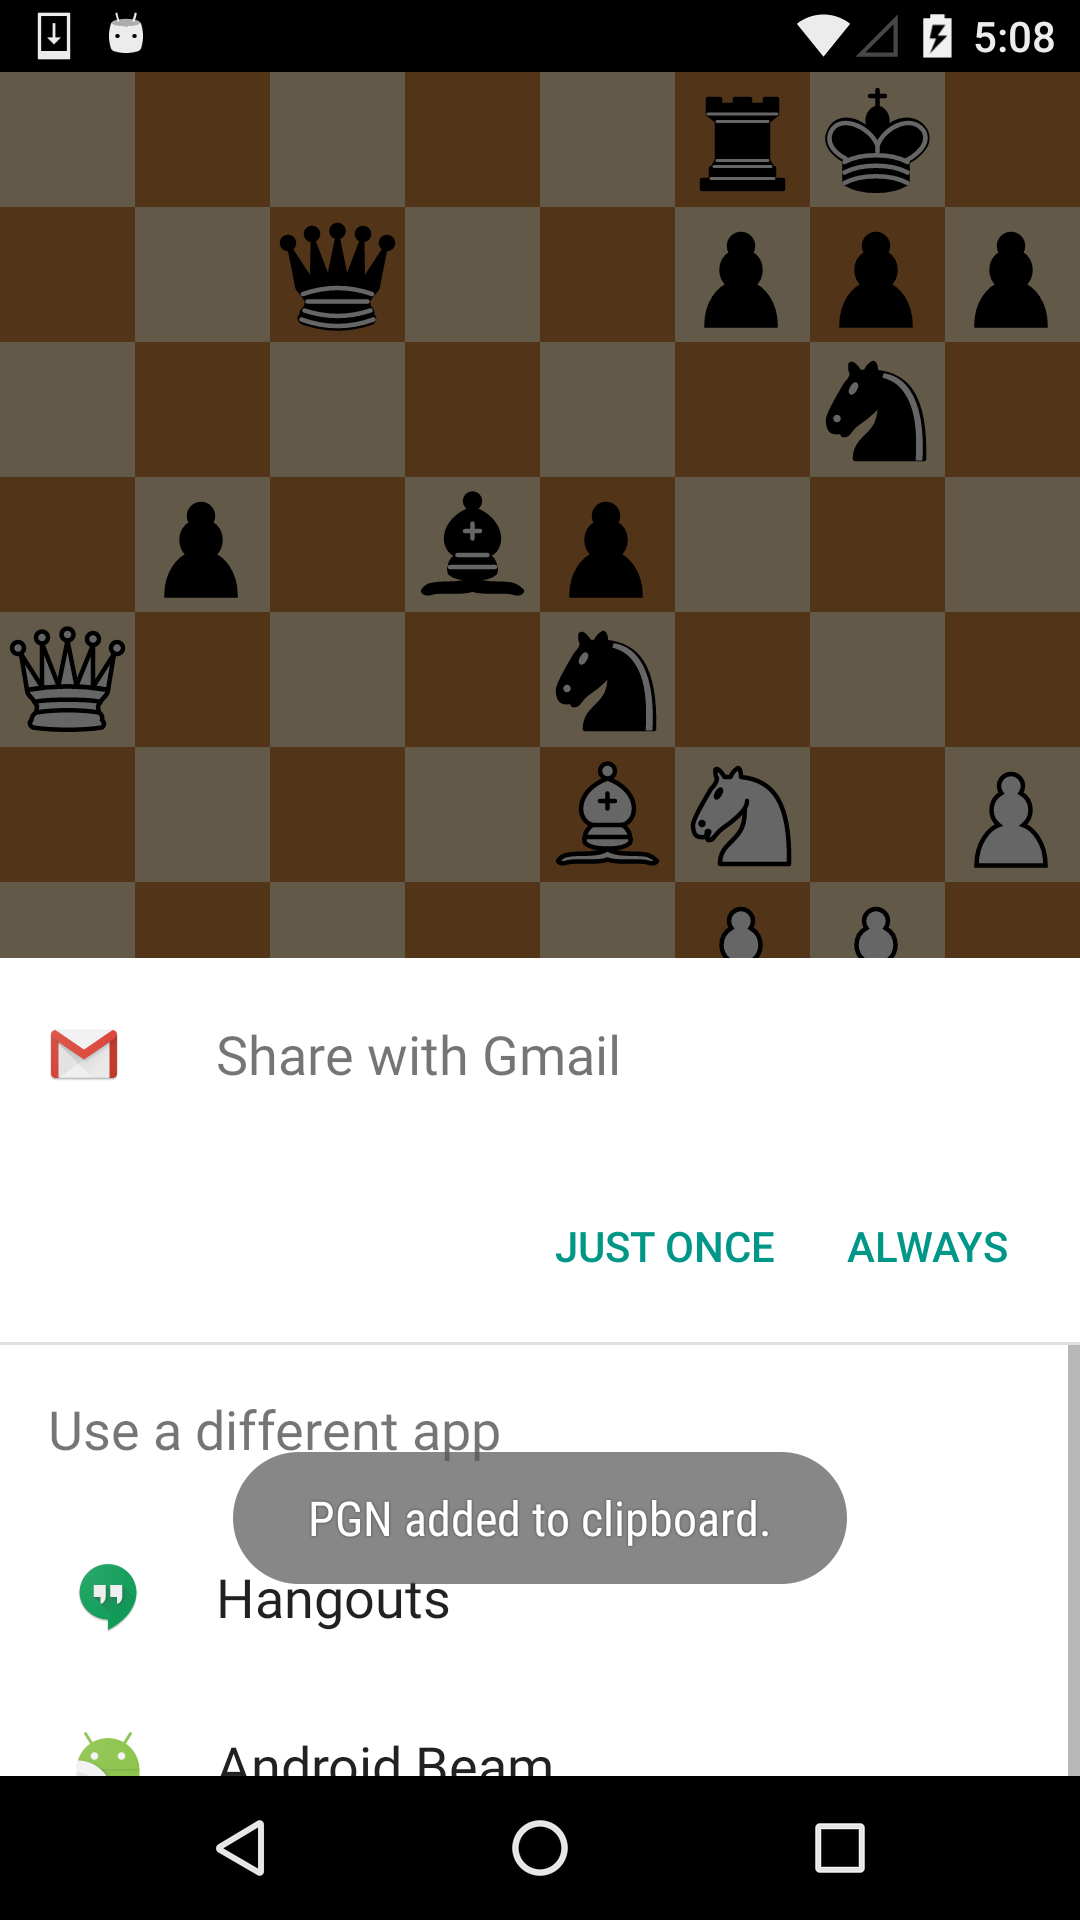 5:08
Share with Gmail
JUST ONCE ALWAYS
Use a different app
PGN added to clipboard.
Hangouts
Android Beam